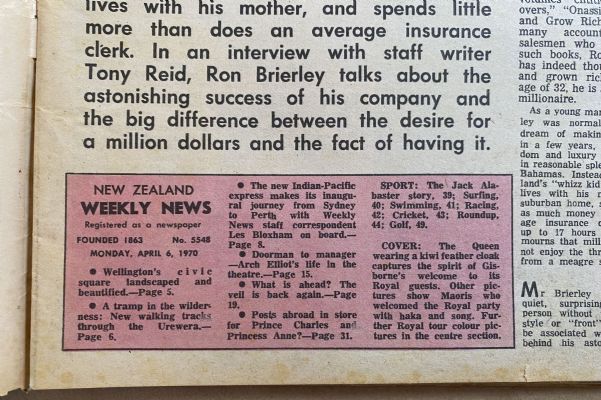 lives with his mother, and spends little
more than does an average insurance
clerk. In an interview with staff writer
Tony Reid, Ron Brierley talks about the
astonishing success of his company and
the big difference between the desire for
a million dollars and the fact of having it.
NEW ZEALAND
WEEKLY NEWS
Registered as a newspaper
FOUNDED 1863 No. 5548
MONDAY, APRIL 6, 1970
● Wellington's civic
square landscaped and
beautified.—Page 5.
● A tramp in the wilder-
ness: New walking tracks
through the Urewera.—
Page 6.
● The new Indian-Pacific
express makes its inaugu-
ral journey from Sydney
to Perth with Weekly
News staff correspondent
Les Bloxham on board.—
Page 8.
● Doorman to manager
—Arch Elliot's life in the
theatre.—Page 15.
● What is ahead? The
veil is back again.—Page
19.
● Posts abroad in store
for Prince Charles and
Princess Anne?—Page 31.
SPORT: The Jack Ala-
baster story, 39; Surfing,
40; Swimming, 41; Racing,
42; Cricket, 43; Roundup,
44; Golf, 49.
COVER: The Queen
wearing a kiwi feather cloak
captures the spirit of Gis-
borne's welcome to its
Royal guests. Other pic-
tures show Maoris who
welcomed the Royal party
with haka and song. Fur-
ther Royal tour colour pic-
tures in the centre section.
overs," "Onassi
and Grow Rich
many account
salesmen who
such books, Ro
has indeed thou
and grown rich
age of 32, he is
millionaire.
As a young man
ley was normal
dream of makin
in a few years,
dom and luxury
in reasonable sple
Bahamas. Instead
land's "whizz kid
lives with his m
suburban home, s
as much money
age insurance c
up to 17 hours
mourns that mill
not enjoy the thr
from a meagre s
Mr Brierley
quiet, surprising
person without
style or "front"
be associated w
behind his asto